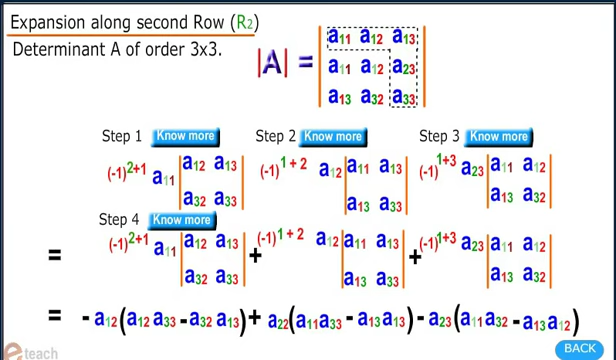 Expansion along second Row (R2)
Determinant A of order 3x3.
|A| = | a11 a12 a13 |
| a11 a12 a23 |
| a13 a32 a33 |
Step 1 Know more Step 2 Know more Step 3 Know more
(-1)^2+1 a11 | a12 a13 | (-1)^1+2 a12 | a11 a13 | (-1)^1+3 a23 | a11 a12 |
| a32 a33 | | a13 a33 | | a13 a32 |
Step 4 Know more
= (-1)^2+1 a11 | a12 a13 | + (-1)^1+2 a12 | a11 a13 | + (-1)^1+3 a23 | a11 a12 |
| a32 a33 | | a13 a33 | | a13 a32 |
= - a12(a12 a33 - a32 a13) + a22(a11a33 - a13a13) - a23(a11a32 - a13a12)
e teach
BACK